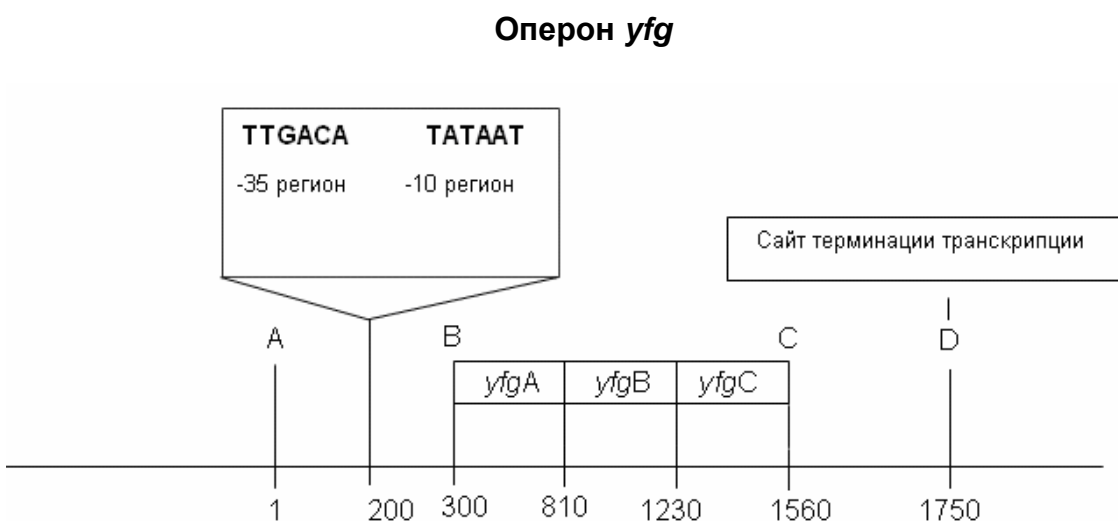 Оперон yfg
TTGACA TATAAT
-35 регион -10 регион
Сайт терминации транскрипции
A B C D
yfgA yfgB yfgC
1 200 300 810 1230 1560 1750